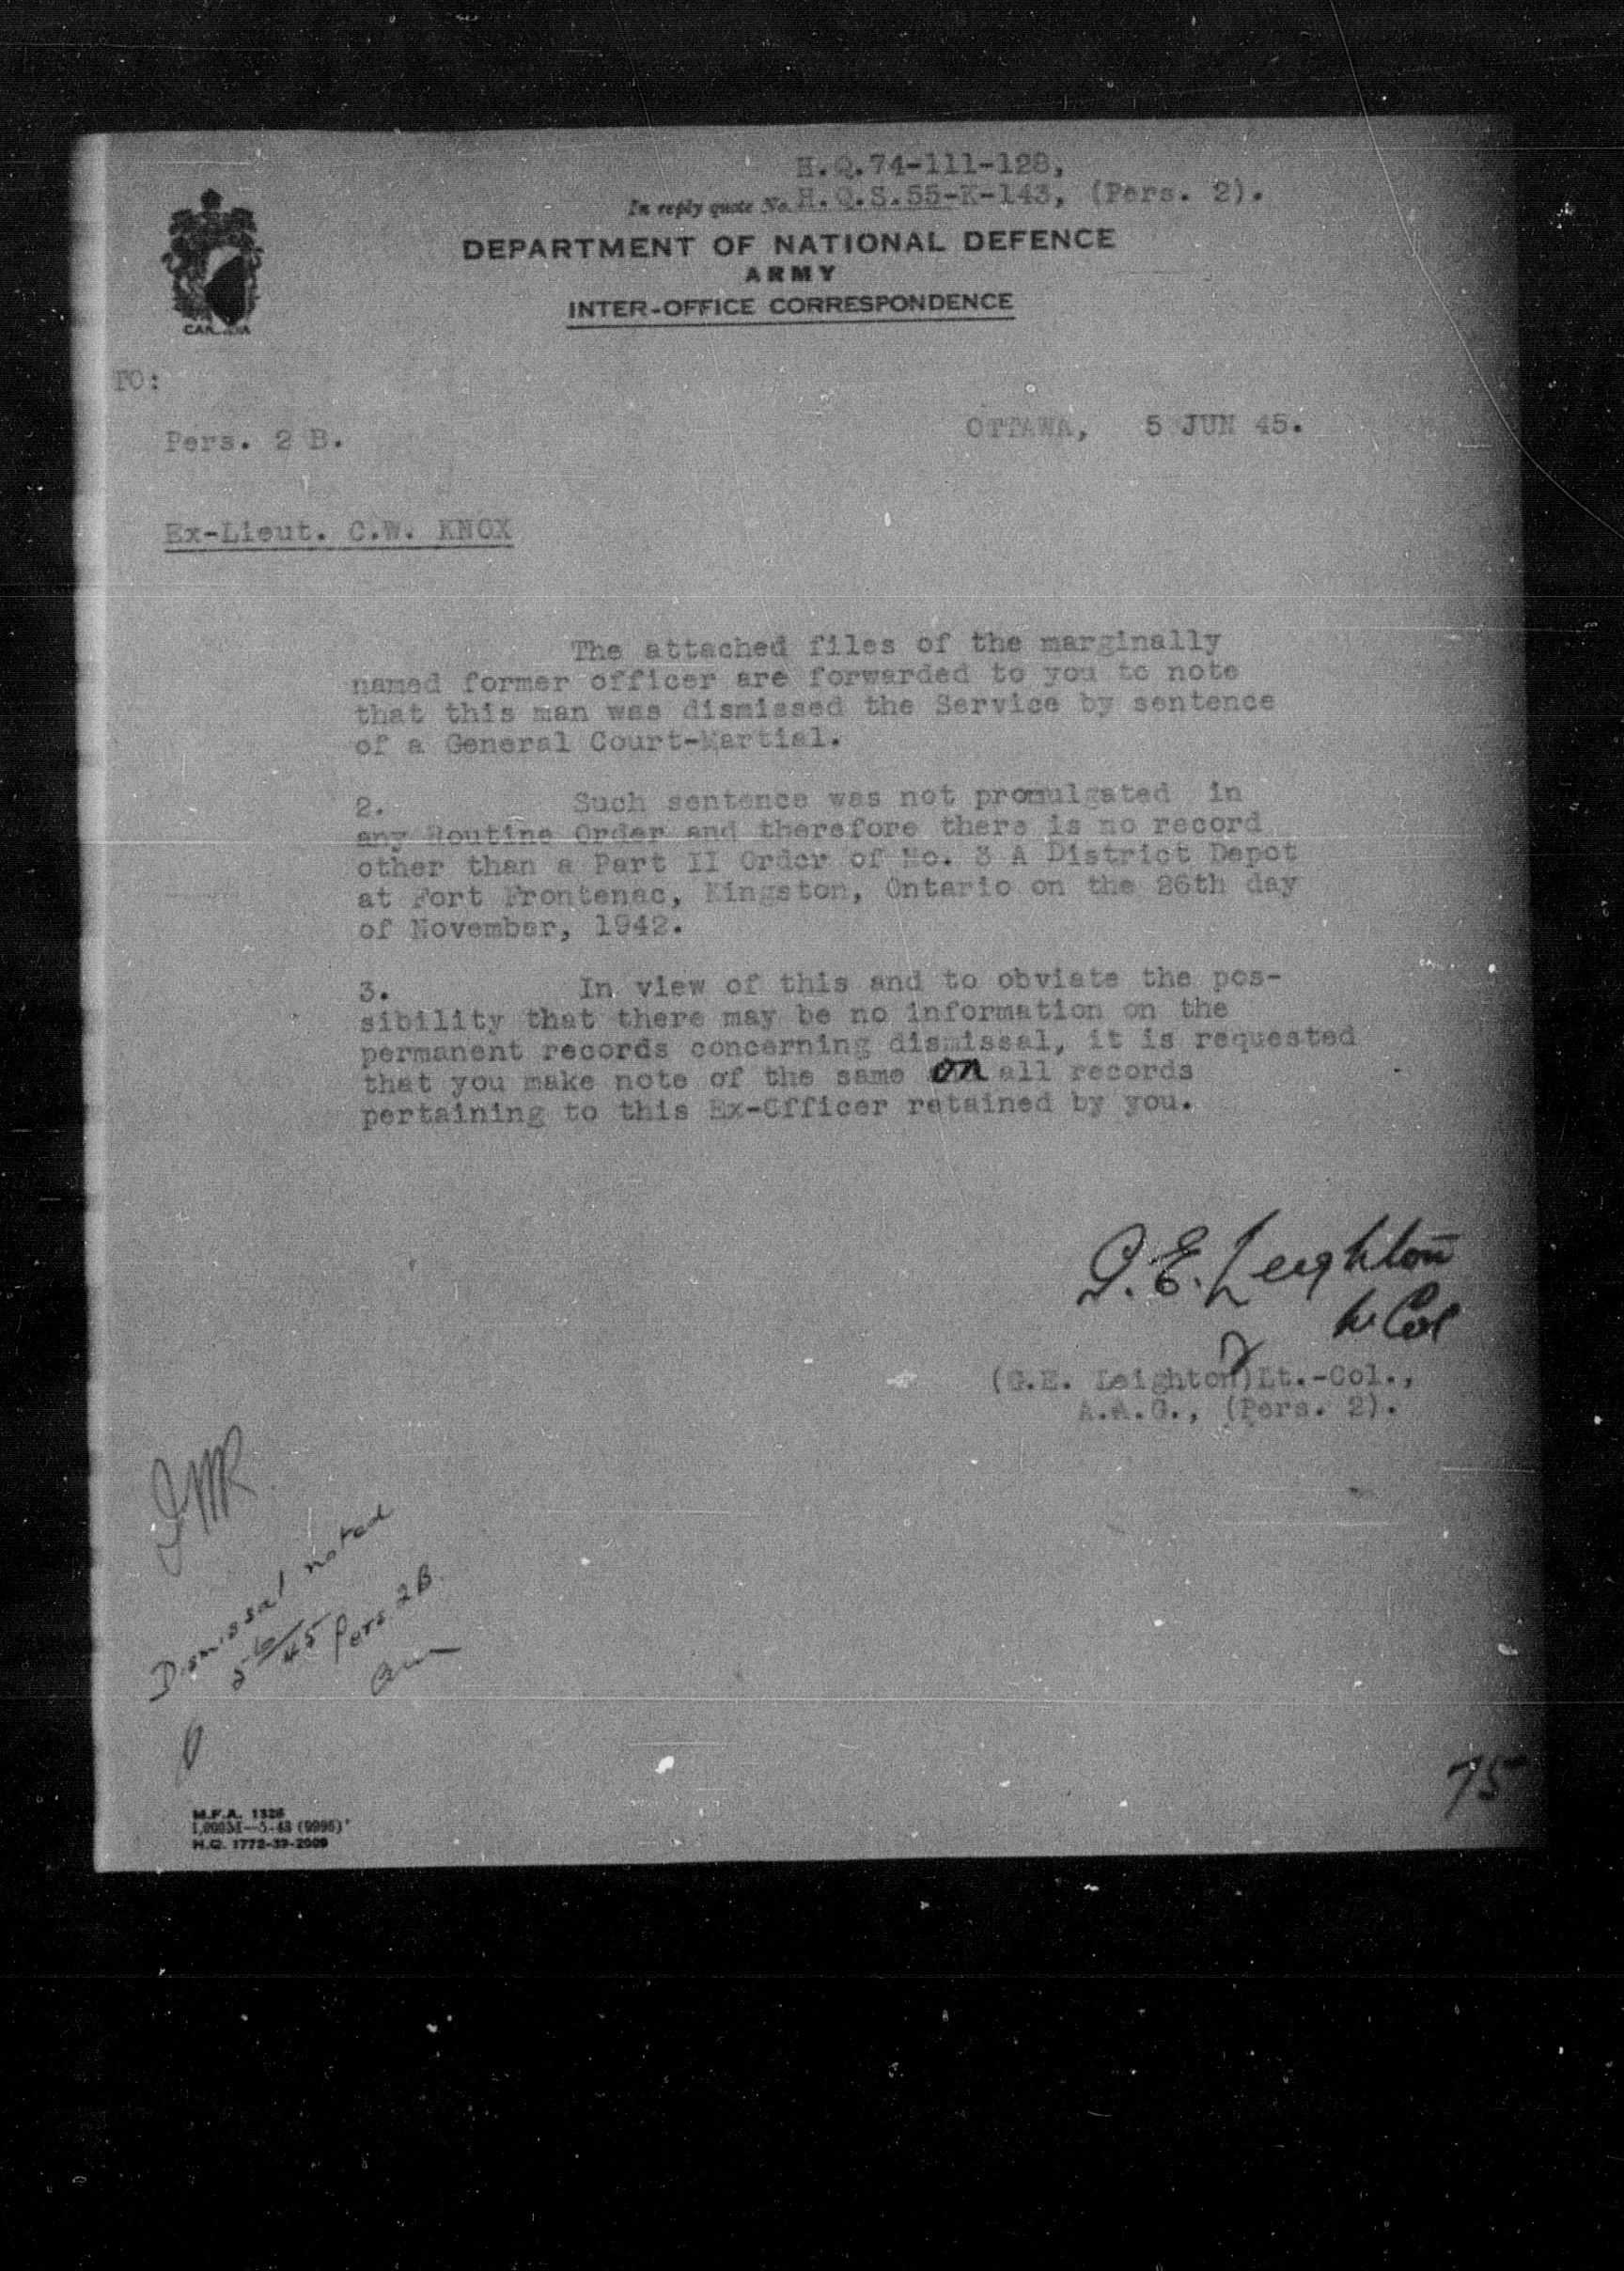 H.Q.74-111-128,
In reply quote No. H.Q.S.55-K-143, (Pers. 2).
DEPARTMENT OF NATIONAL DEFENCE
ARMY
INTER-OFFICE CORRESPONDENCE
CANADA
TO:
OTTAWA, 5 JUN 45.
Pers. 2 B.
Ex-Lieut. C.W. KNOX
The attached files of the marginally
named former officer are forwarded to you to note
that this man was dismissed the Service by sentence
of a General Court-Martial.
2. Such sentence was not promulgated in
any Routine Order and therefore there is no record
other than a Part II Order of No. 3 A District Depot
at Fort Frontenac, Kingston, Ontario on the 26th day
of November, 1942.
3. In view of this and to obviate the pos-
sibility that there may be no information on the
permanent records concerning dismissal, it is requested
that you make note of the same on all records
pertaining to this Ex-Officer retained by you.
G.E. Leighton
Lt Col
(G.E. Leighton)Lt.-Col.,
A.A.G., (Pers. 2).
Dismissal noted
5/6/45 Pers 2B
75
M.F.A. 1326
H.Q. 1772-39-2009